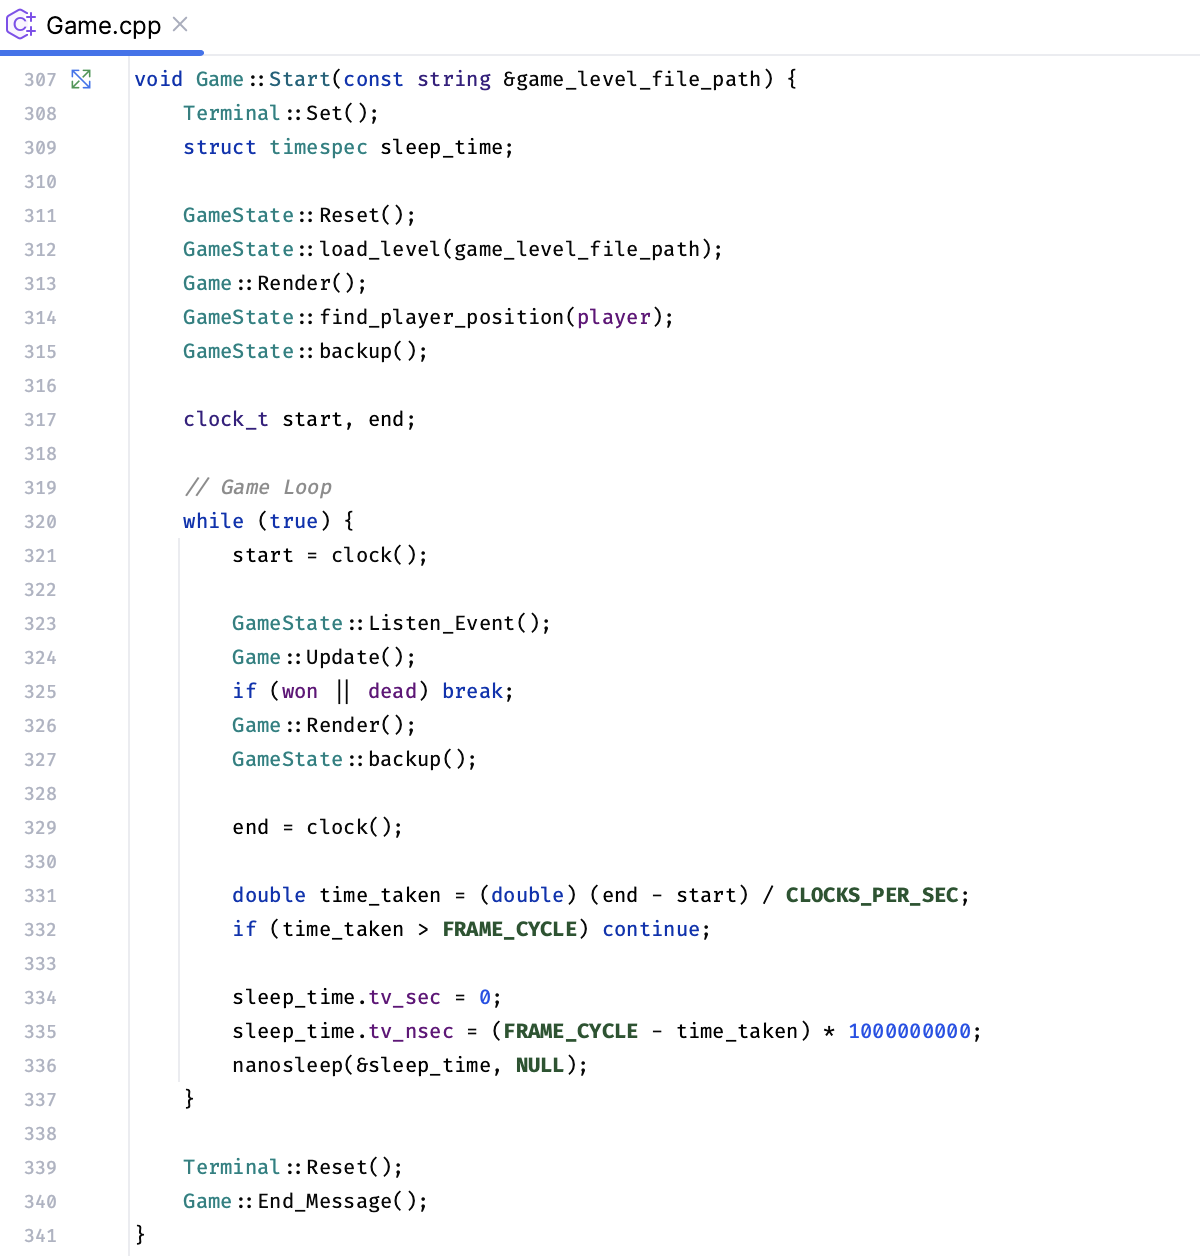 Game.cpp
307 void Game::Start(const string &game_level_file_path) {
308 Terminal::Set();
309 struct timespec sleep_time;
310
311 GameState::Reset();
312 GameState::load_level(game_level_file_path);
313 Game::Render();
314 GameState::find_player_position(player);
315 GameState::backup();
316
317 clock_t start, end;
318
319 // Game Loop
320 while (true) {
321 start = clock();
322
323 GameState::Listen_Event();
324 Game::Update();
325 if (won || dead) break;
326 Game::Render();
327 GameState::backup();
328
329 end = clock();
330
331 double time_taken = (double) (end - start) / CLOCKS_PER_SEC;
332 if (time_taken > FRAME_CYCLE) continue;
333
334 sleep_time.tv_sec = 0;
335 sleep_time.tv_nsec = (FRAME_CYCLE - time_taken) * 1000000000;
336 nanosleep(&sleep_time, NULL);
337 }
338
339 Terminal::Reset();
340 Game::End_Message();
341 }